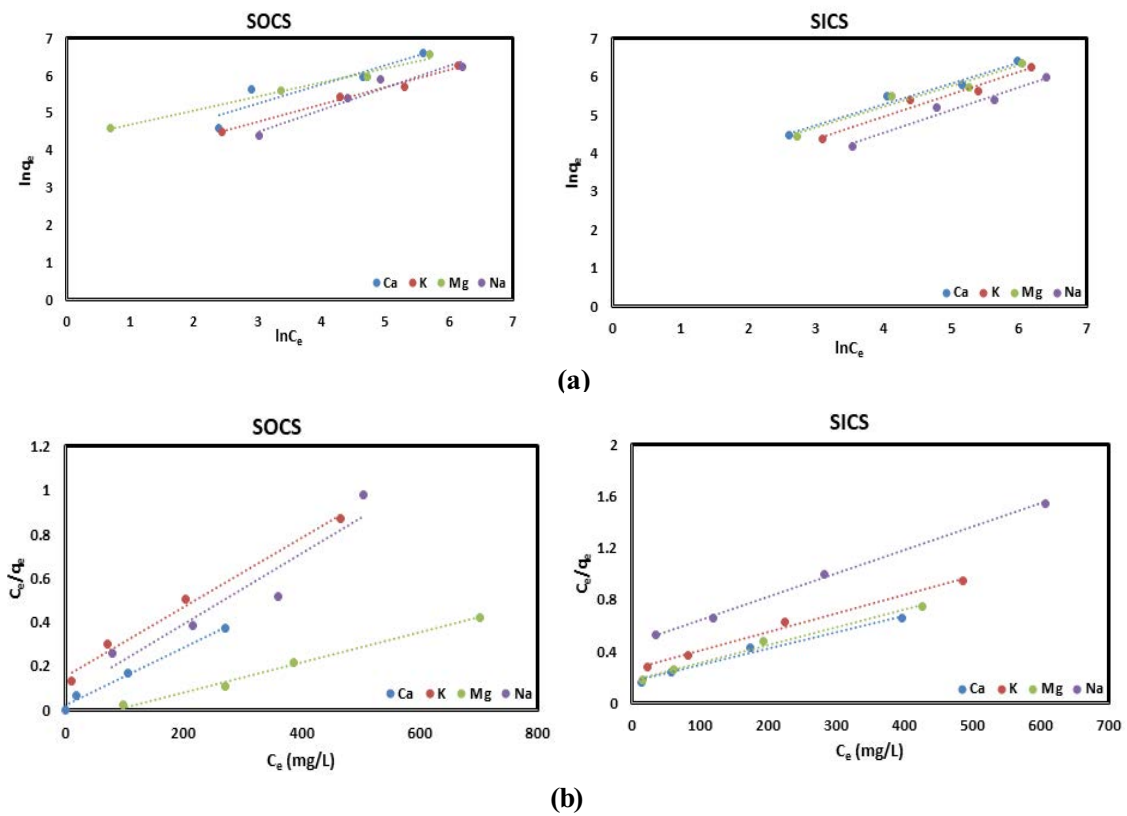 SOCS
7
6
5
4
3
2
1
0
lnqₑ
0 1 2 3 4 5 6 7
lnCₑ
Ca K Mg Na
SICS
7
6
5
4
3
2
1
0
lnqₑ
0 1 2 3 4 5 6 7
lnCₑ
Ca K Mg Na
(a)
SOCS
1.2
1
0.8
0.6
0.4
0.2
0
Cₑ/qₑ
0 200 400 600 800
Cₑ (mg/L)
Ca K Mg Na
SICS
2
1.6
1.2
0.8
0.4
0
Cₑ/qₑ
0 100 200 300 400 500 600 700
Cₑ (mg/L)
Ca K Mg Na
(b)